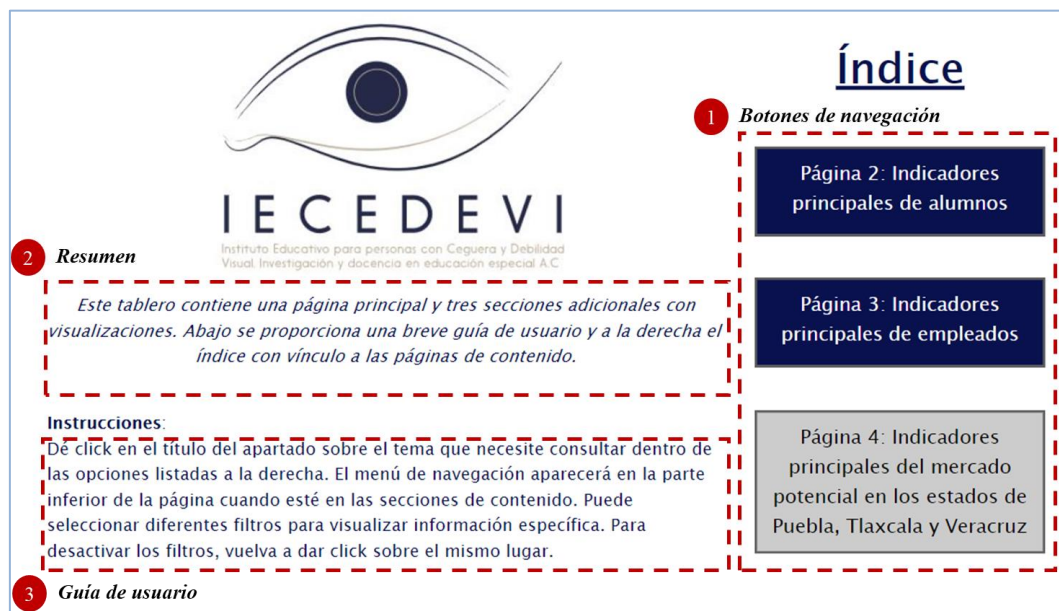 IECEDEVI
Instituto Educativo para personas con Ceguera y Debilidad
Visual, Investigación y docencia en educación especial A.C
2 Resumen
Este tablero contiene una página principal y tres secciones adicionales con
visualizaciones. Abajo se proporciona una breve guía de usuario y a la derecha el
índice con vínculo a las páginas de contenido.
Instrucciones:
Dé click en el título del apartado sobre el tema que necesite consultar dentro de
las opciones listadas a la derecha. El menú de navegación aparecerá en la parte
inferior de la página cuando esté en las secciones de contenido. Puede
seleccionar diferentes filtros para visualizar información específica. Para
desactivar los filtros, vuelva a dar click sobre el mismo lugar.
3 Guía de usuario
Índice
1 Botones de navegación
Página 2: Indicadores
principales de alumnos
Página 3: Indicadores
principales de empleados
Página 4: Indicadores
principales del mercado
potencial en los estados de
Puebla, Tlaxcala y Veracruz